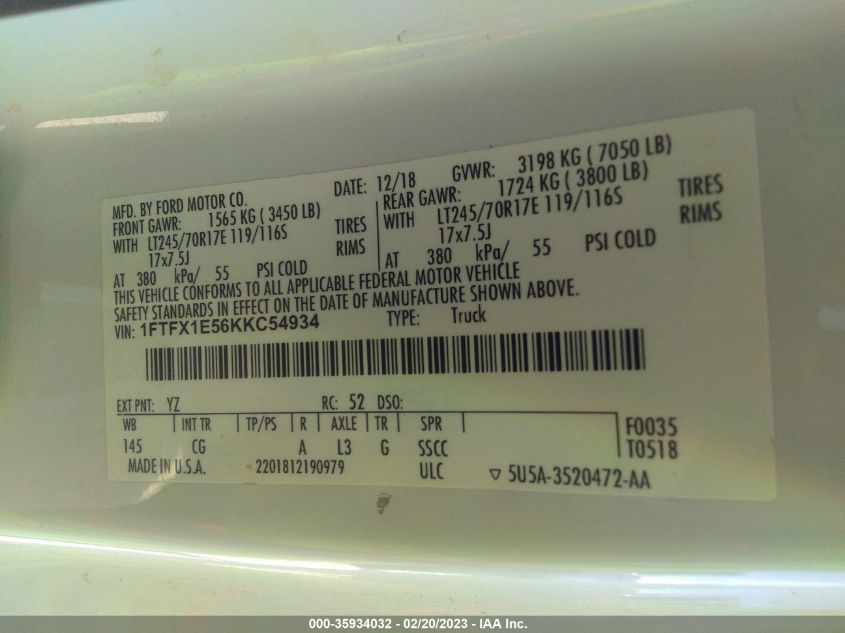 MFD. BY FORD MOTOR CO. DATE: 12/18 GVWR: 3198 KG ( 7050 LB)
FRONT GAWR: 1565 KG ( 3450 LB) REAR GAWR: 1724 KG ( 3800 LB)
WITH LT245/70R17E 119/116S TIRES WITH LT245/70R17E 119/116S TIRES
17x7.5J RIMS 17x7.5J RIMS
AT 380 kPa/ 55 PSI COLD AT 380 kPa/ 55 PSI COLD
THIS VEHICLE CONFORMS TO ALL APPLICABLE FEDERAL MOTOR VEHICLE
SAFETY STANDARDS IN EFFECT ON THE DATE OF MANUFACTURE SHOWN ABOVE.
VIN: 1FTFX1E56KKC54934 TYPE: Truck
EXT PNT: YZ RC: 52 DSO:
WB INT TR TP/PS R AXLE TR SPR F0035
145 CG A L3 G SSCC T0518
MADE IN U.S.A. 2201812190979 ULC ▽ 5U5A-3520472-AA
000-35934032 - 02/20/2023 - IAA Inc.